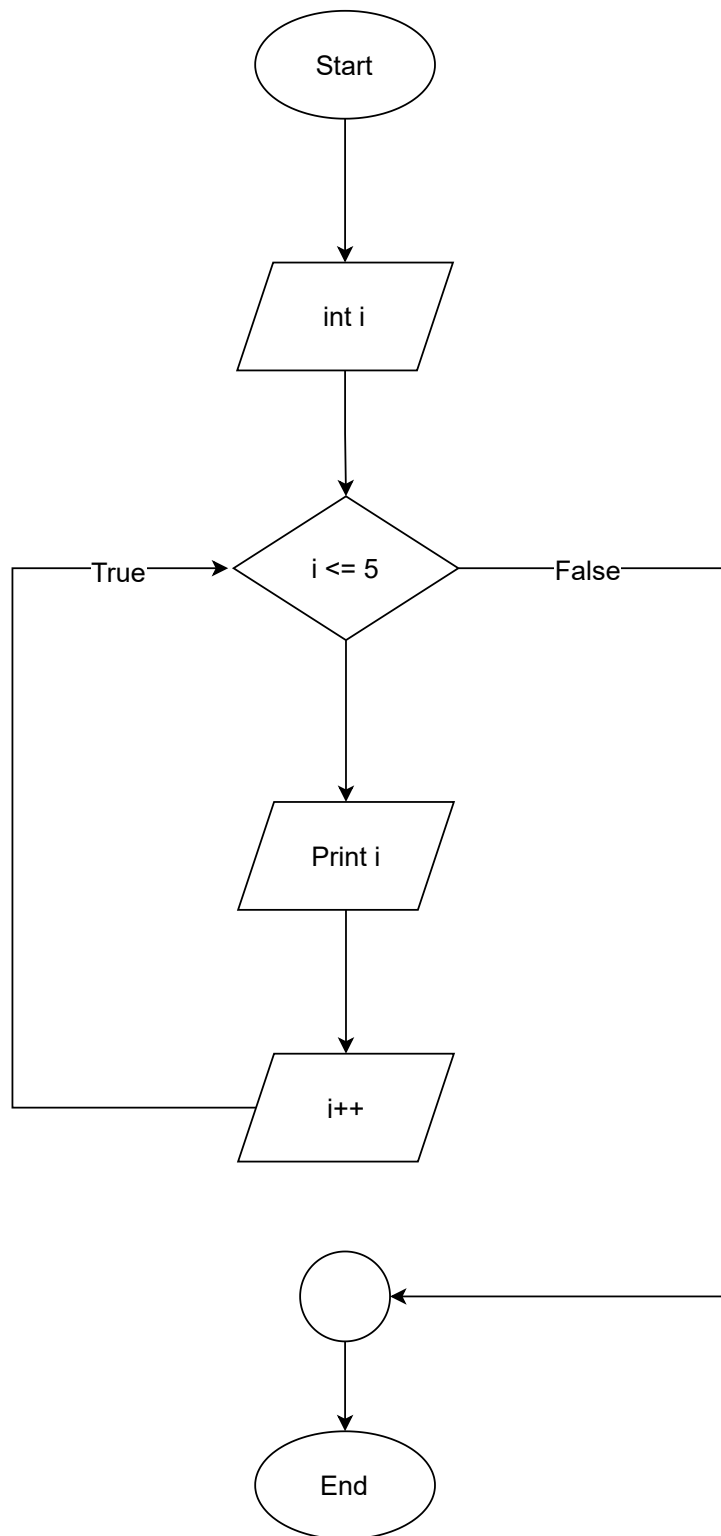 Start
int i
True
i <= 5
False
Print i
i++
End